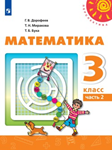 Г. В. Дорофеев
Т. Н. Миракова
Т. Б. Бука
МАТЕМАТИКА
3
класс
часть 2